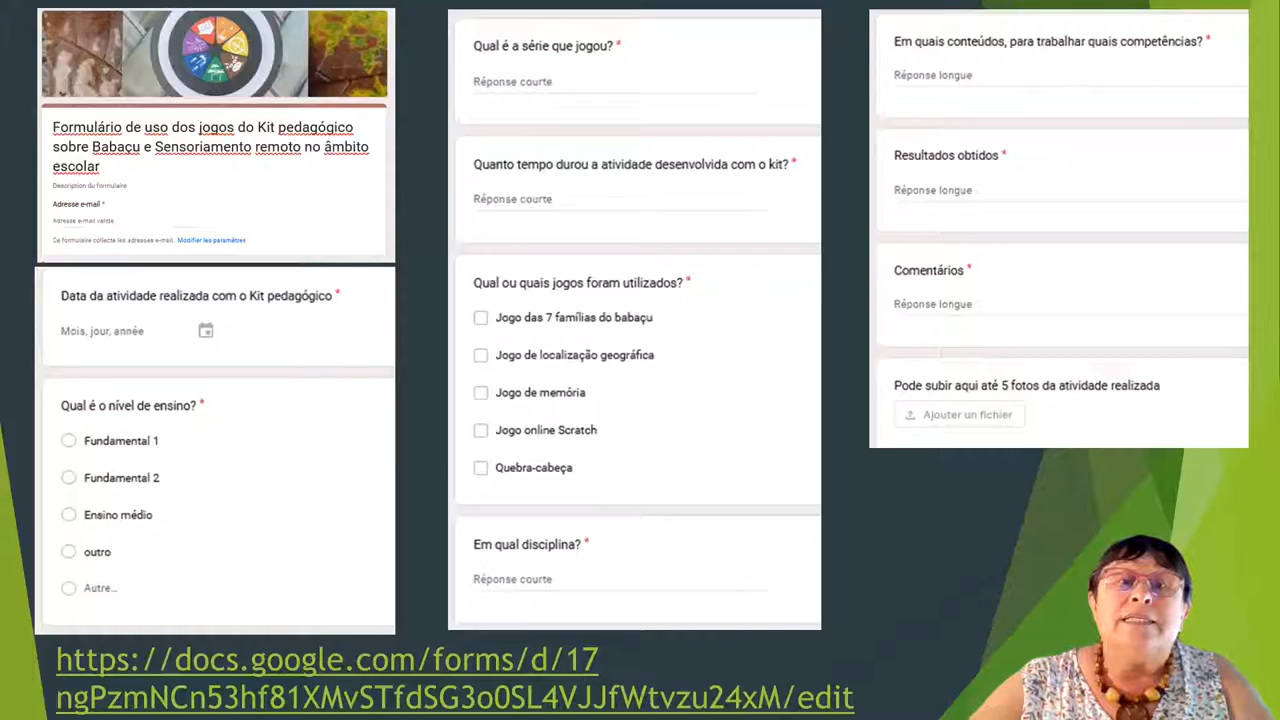 Formulário de uso dos jogos do Kit pedagógico
sobre Babaçu e Sensoriamento remoto no âmbito
escolar
Description du formulaire
Adresse e-mail *
Adresse e-mail valide
Ce formulaire collecte les adresses e-mail. Modifier les paramètres
Data da atividade realizada com o Kit pedagógico *
Mois, jour, année
Qual é o nível de ensino? *
Fundamental 1
Fundamental 2
Ensino médio
outro
Autre...
Qual é a série que jogou? *
Réponse courte
Quanto tempo durou a atividade desenvolvida com o kit? *
Réponse courte
Qual ou quais jogos foram utilizados? *
Jogo das 7 famílias do babaçu
Jogo de localização geográfica
Jogo de memória
Jogo online Scratch
Quebra-cabeça
Em qual disciplina? *
Réponse courte
Em quais conteúdos, para trabalhar quais competências? *
Réponse longue
Resultados obtidos *
Réponse longue
Comentários *
Réponse longue
Pode subir aqui até 5 fotos da atividade realizada
Ajouter un fichier
https://docs.google.com/forms/d/17
ngPzmNCn53hf81XMvSTfdSG3o0SL4VJJfWtvzu24xM/edit